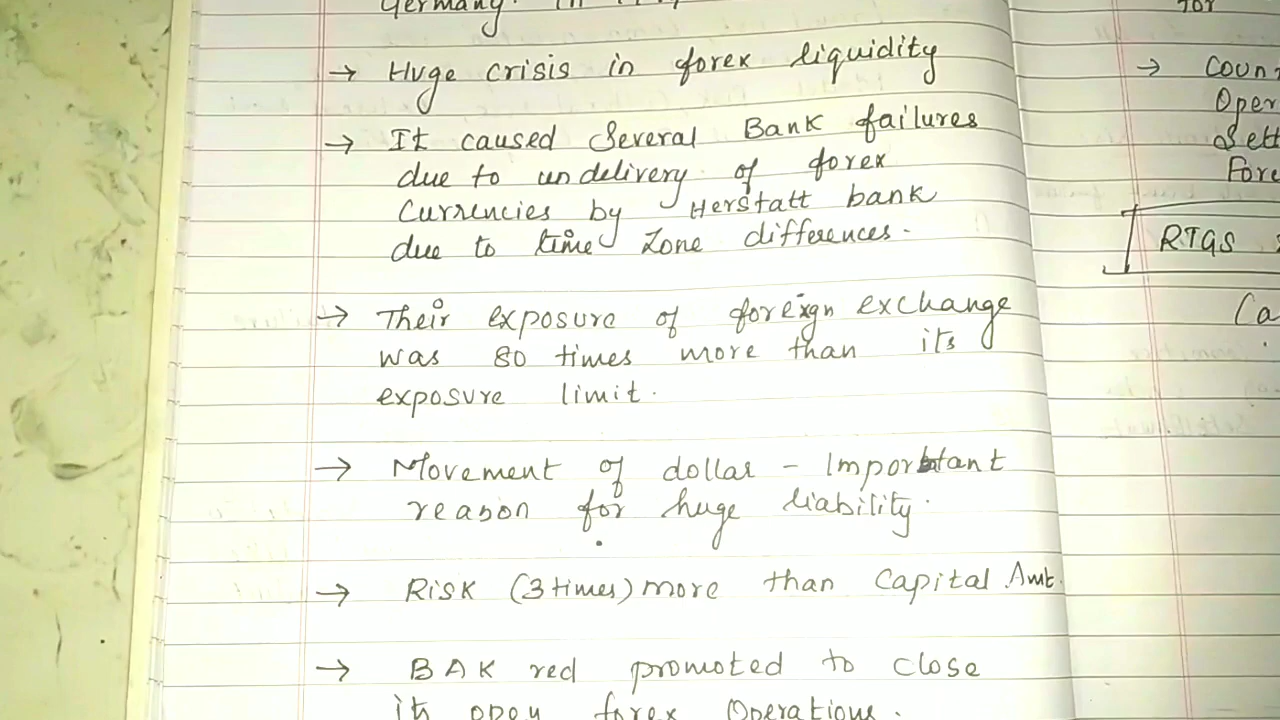 Germany. in
→ Huge crisis in forex liquidity
→ It caused Several Bank failures
due to undelivery of forex
Currencies by Herstatt bank
due to time Zone differences.
→ Their exposure of foreign exchange
was 80 times more than its
exposure limit.
→ Movement of dollar - Important
reason for huge liability.
→ Risk (3 times) more than Capital Amt.
→ BAK red promoted to close
its open forex Operations.
for
→ Coun
Oper
Sett
Fore
RTGS
Ca